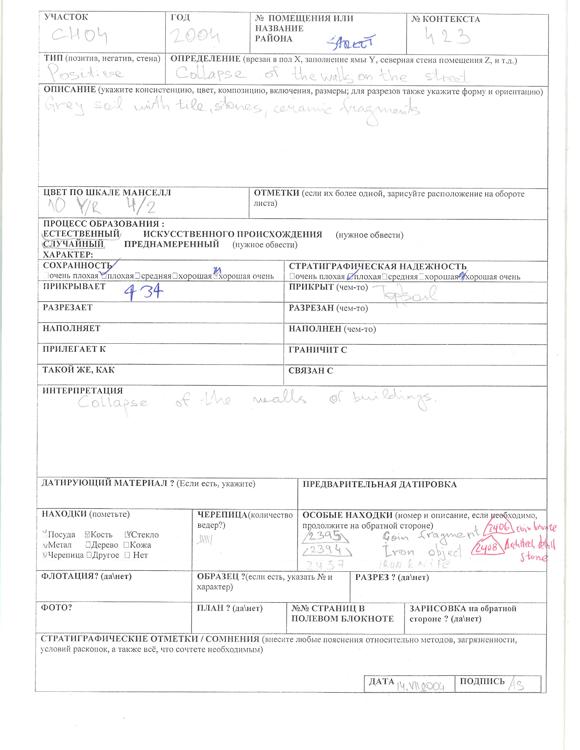 УЧАСТОК ГОД № ПОМЕЩЕНИЯ ИЛИ НАЗВАНИЕ РАЙОНА № КОНТЕКСТА
CH04 2004 street 423
ТИП (позитив, негатив, стена) ОПРЕДЕЛЕНИЕ (врезан в пол X, заполнение ямы Y, северная стена помещения Z, и т.д.)
Positive Collapse of the walls on the street
ОПИСАНИЕ (укажите консистенцию, цвет, композицию, включения, размеры; для разрезов также укажите форму и ориентацию)
Grey soil with tile, stones, ceramic fragments
ЦВЕТ ПО ШКАЛЕ МАНСЕЛЛ ОТМЕТКИ (если их более одной, зарисуйте расположение на обороте листа)
10 Y/R 4/2
ПРОЦЕСС ОБРАЗОВАНИЯ :
ЕСТЕСТВЕННЫЙ ИСКУССТВЕННОГО ПРОИСХОЖДЕНИЯ (нужное обвести)
СЛУЧАЙНЫЙ ПРЕДНАМЕРЕННЫЙ (нужное обвести)
ХАРАКТЕР:
СОХРАННОСТЬ СТРАТИГРАФИЧЕСКАЯ НАДЕЖНОСТЬ
очень плохая плохая средняя хорошая хорошая очень очень плохая плохая средняя хорошая хорошая очень
ПРИКРЫВАЕТ 434 ПРИКРЫТ (чем-то) Topsoil
РАЗРЕЗАЕТ РАЗРЕЗАН (чем-то)
НАПОЛНЯЕТ НАПОЛНЕН (чем-то)
ПРИЛЕГАЕТ К ГРАНИЧИТ С
ТАКОЙ ЖЕ, КАК СВЯЗАН С
ИНТЕРПРЕТАЦИЯ
Collapse of the walls of buildings.
ДАТИРУЮЩИЙ МАТЕРИАЛ ? (Если есть, укажите) ПРЕДВАРИТЕЛЬНАЯ ДАТИРОВКА
НАХОДКИ (пометьте) ЧЕРЕПИЦА(количество ведер?) ОСОБЫЕ НАХОДКИ (номер и описание, если необходимо, продолжите на обратной стороне)
Посуда Кость Стекло
Метал Дерево Кожа
Черепица Другое Нет
2395 Coin fragment
2394 Iron object
2457 Iron knife
2406 coin bronze
2408 stone
ФЛОТАЦИЯ? (да\нет) ОБРАЗЕЦ ?(если есть, указать № и характер) РАЗРЕЗ ? (да\нет)
ФОТО? ПЛАН ? (да\нет) №№ СТРАНИЦ В ПОЛЕВОМ БЛОКНОТЕ ЗАРИСОВКА на обратной стороне ? (да\нет)
СТРАТИГРАФИЧЕСКИЕ ОТМЕТКИ / СОМНЕНИЯ (внесите любые пояснения относительно методов, загрязненности,
условий раскопок, а также всё, что сочтете необходимым)
ДАТА 14.VII 2004 ПОДПИСЬ